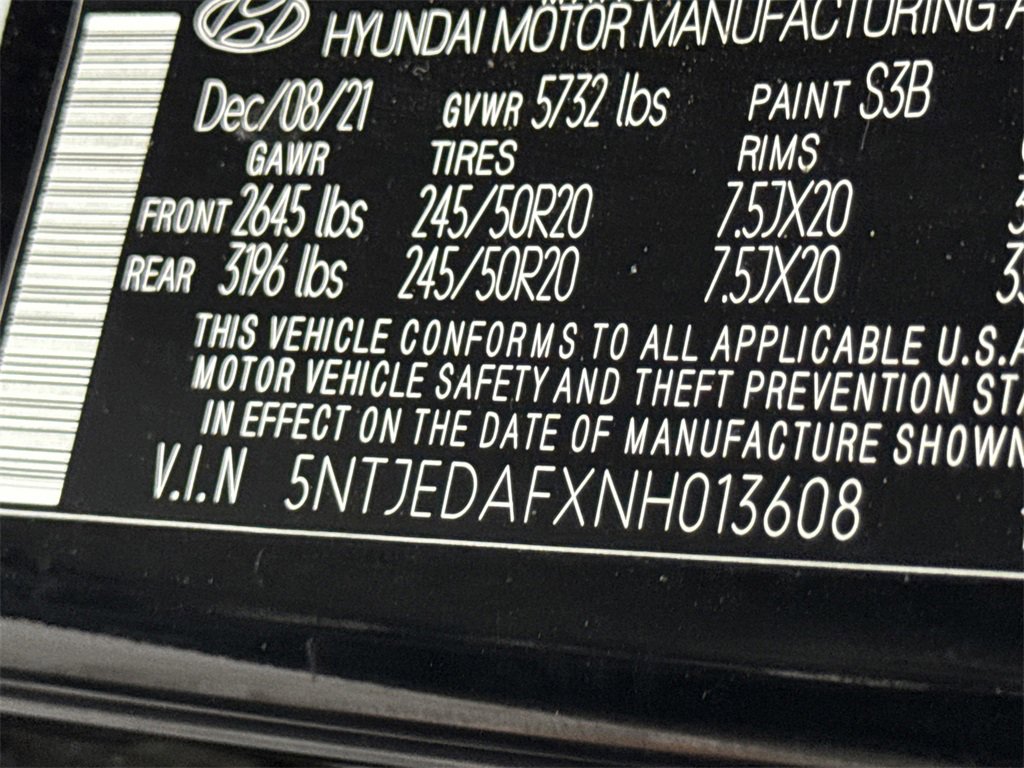 HYUNDAI MOTOR MANUFACTURING
Dec/08/21 GVWR 5732 lbs PAINT S3B
GAWR TIRES RIMS
FRONT 2645 lbs 245/50R20 7.5JX20
REAR 3196 lbs 245/50R20 7.5JX20
THIS VEHICLE CONFORMS TO ALL APPLICABLE U.S.A
MOTOR VEHICLE SAFETY AND THEFT PREVENTION STA
IN EFFECT ON THE DATE OF MANUFACTURE SHOWN
V.I.N 5NTJEDAFXNH013608